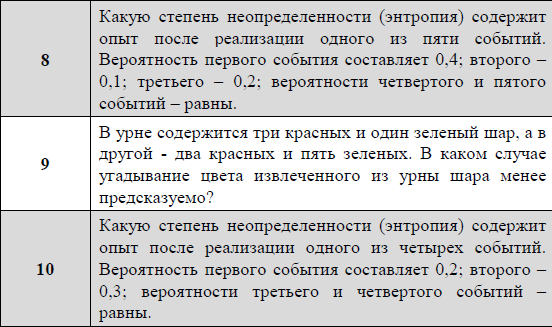 8
Какую степень неопределенности (энтропия) содержит
опыт после реализации одного из пяти событий.
Вероятность первого события составляет 0,4; второго –
0,1; третьего – 0,2; вероятности четвертого и пятого
событий – равны.
9
В урне содержится три красных и один зеленый шар, а в
другой - два красных и пять зеленых. В каком случае
угадывание цвета извлеченного из урны шара менее
предсказуемо?
10
Какую степень неопределенности (энтропия) содержит
опыт после реализации одного из четырех событий.
Вероятность первого события составляет 0,2; второго –
0,3; вероятности третьего и четвертого событий –
равны.